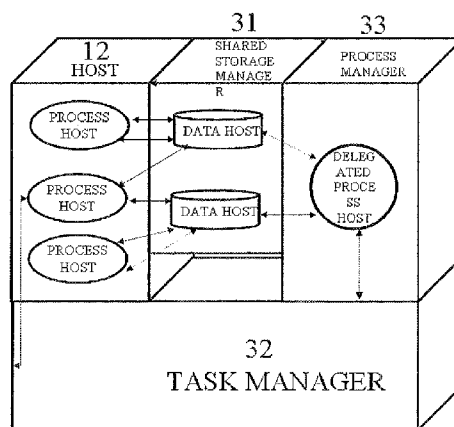 12
HOST
31
SHARED
STORAGE
MANAGE
R
33
PROCESS
MANAGER
PROCESS
HOST
DATA HOST
DELEG
ATED
PROCE
SS
HOST
PROCESS
HOST
DATA HOST
PROCESS
HOST
32
TASK MANAGER